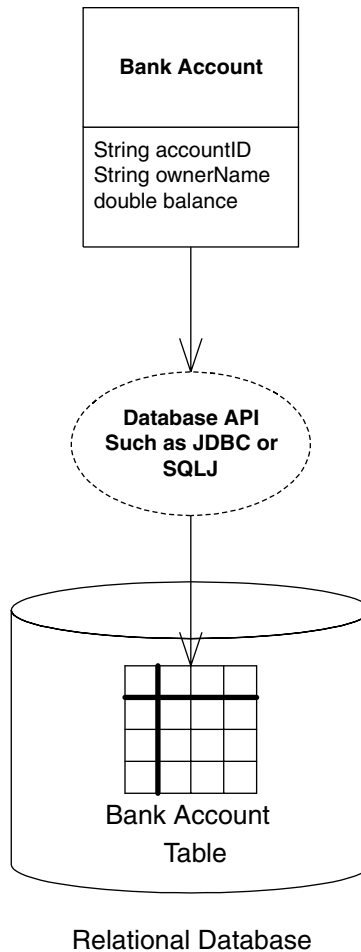 Bank Account
String accountID
String ownerName
double balance
Database API
Such as JDBC or
SQLJ
Bank Account
Table
Relational Database